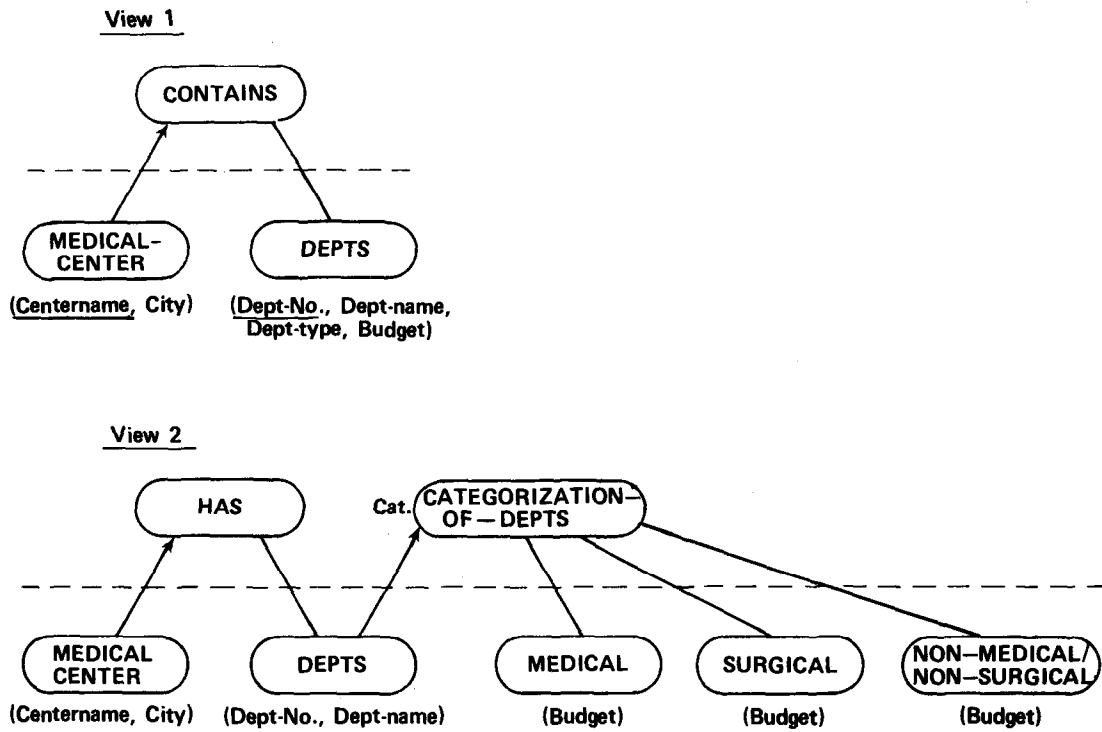 View 1
CONTAINS
MEDICAL-
CENTER
DEPTS
(Centername, City)
(Dept-No., Dept-name,
Dept-type, Budget)
View 2
HAS
Cat.
CATEGORIZATION-
OF-DEPTS
MEDICAL
CENTER
DEPTS
MEDICAL
SURGICAL
NON-MEDICAL/
NON-SURGICAL
(Centername, City)
(Dept-No., Dept-name)
(Budget)
(Budget)
(Budget)